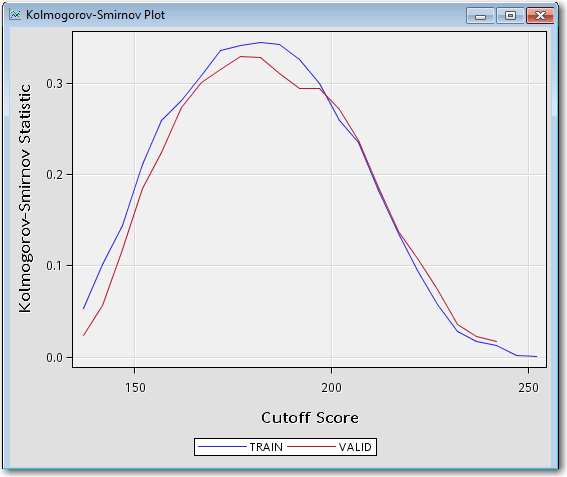 Kolmogorov-Smirnov Plot
Kolmogorov-Smirnov Statistic
0.3
0.2
0.1
0.0
150 200 250
Cutoff Score
TRAIN VALID